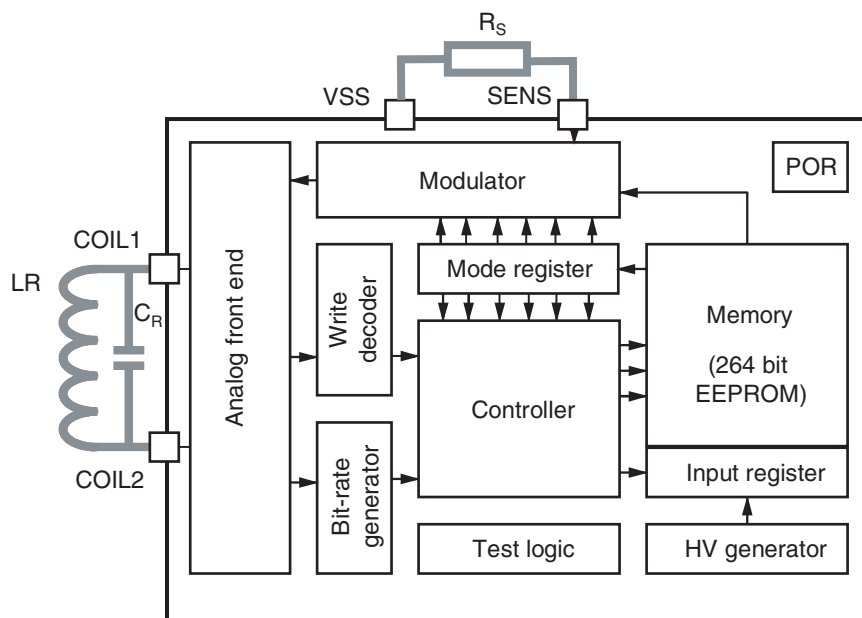 RS
VSS
SENS
Modulator
POR
COIL1
LR
CR
Analog front end
Write
decoder
Mode register
Memory
(264 bit
EEPROM)
Controller
COIL2
Bit-rate
generator
Input register
Test logic
HV generator